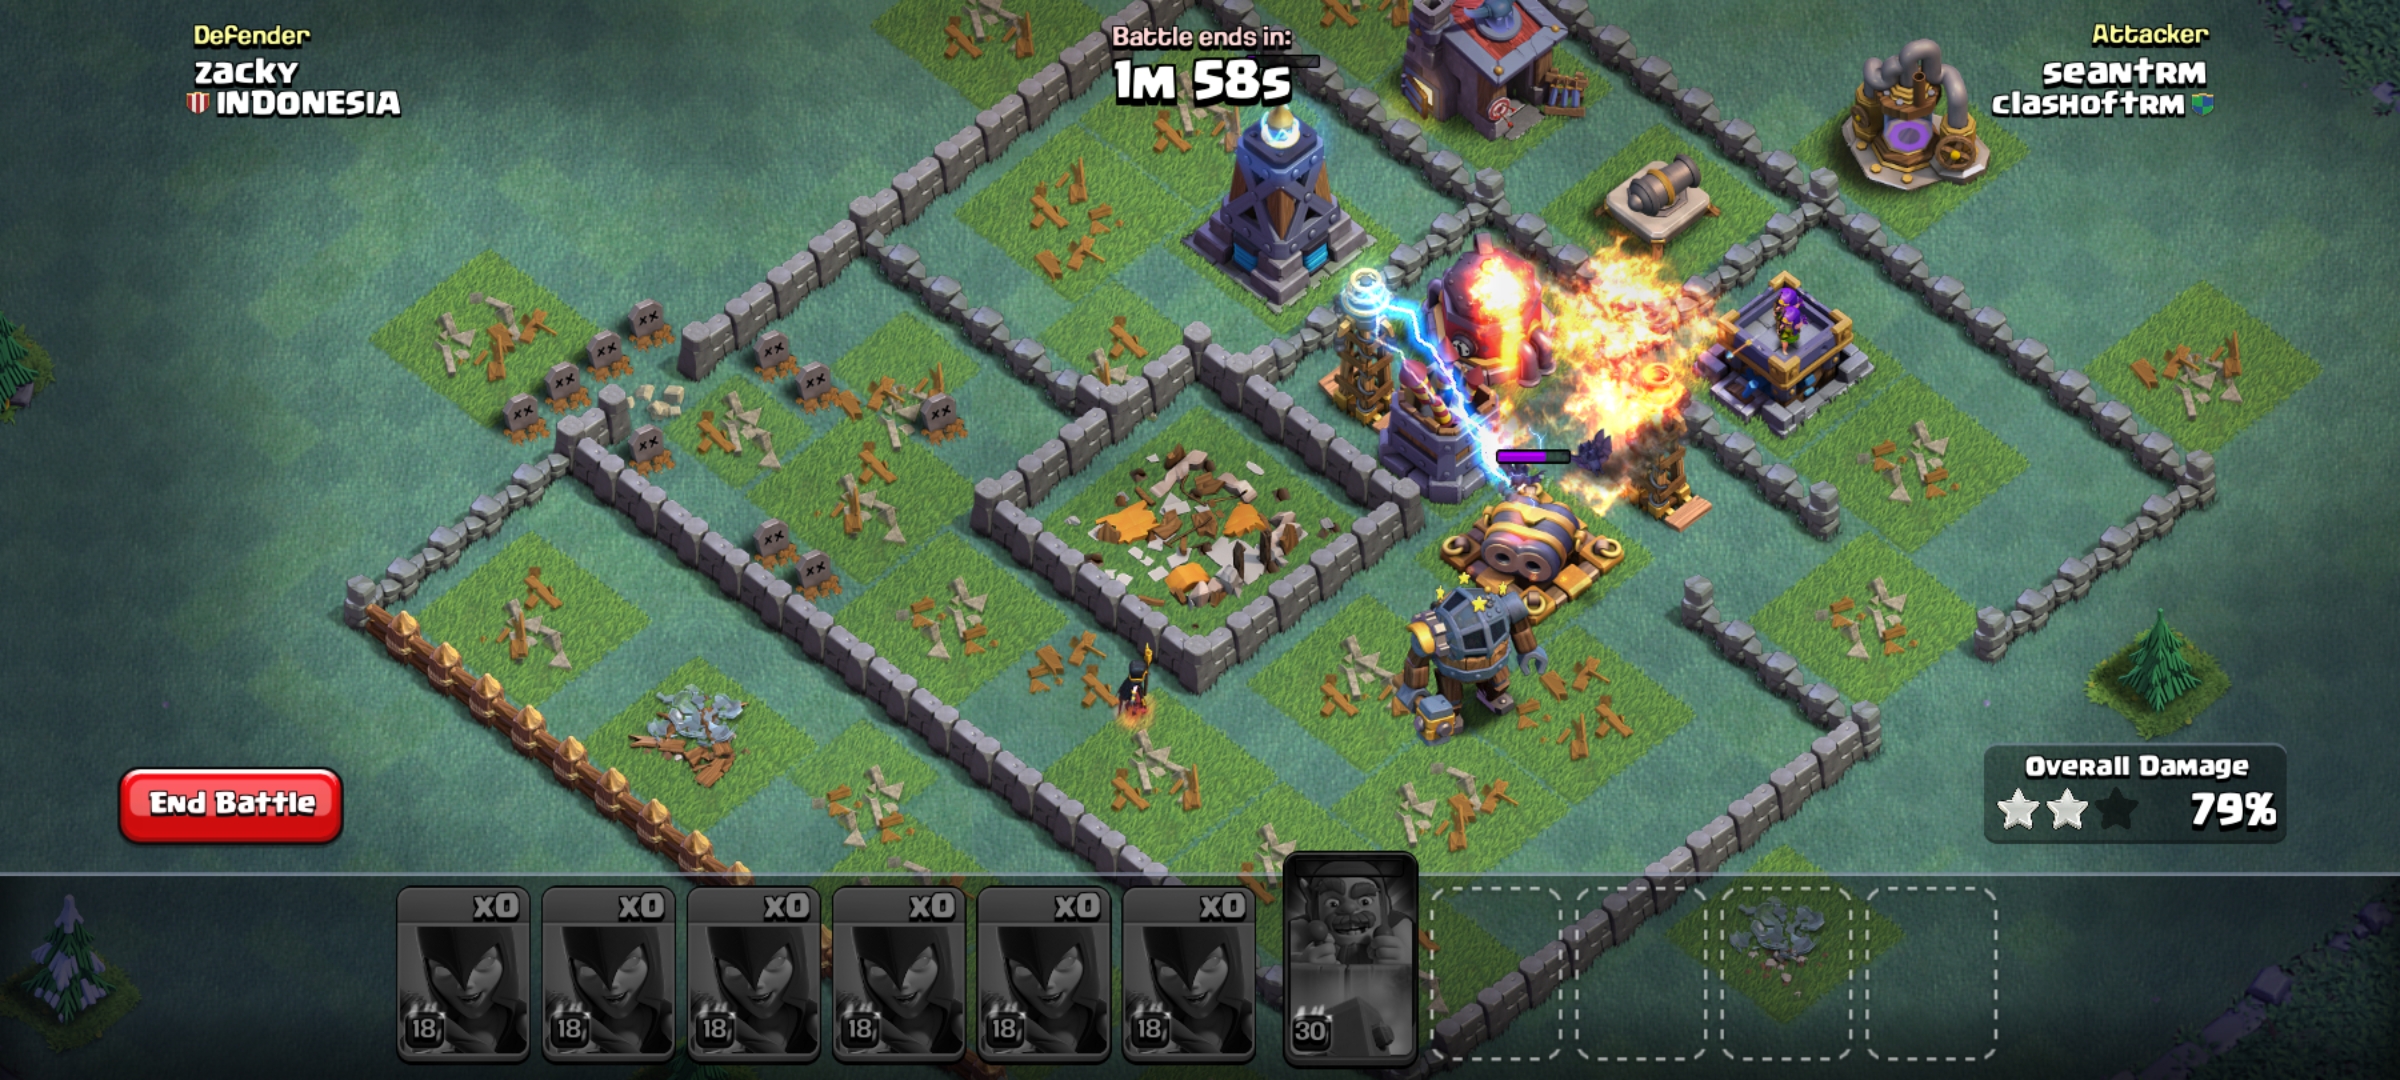 Defender
zacky
INDONESIA
Battle ends in:
1M 58s
Attacker
seantRM
clashoftRM
End Battle
Overall Damage
79%
x0
x0
x0
x0
x0
x0
18
18
18
18
18
18
30